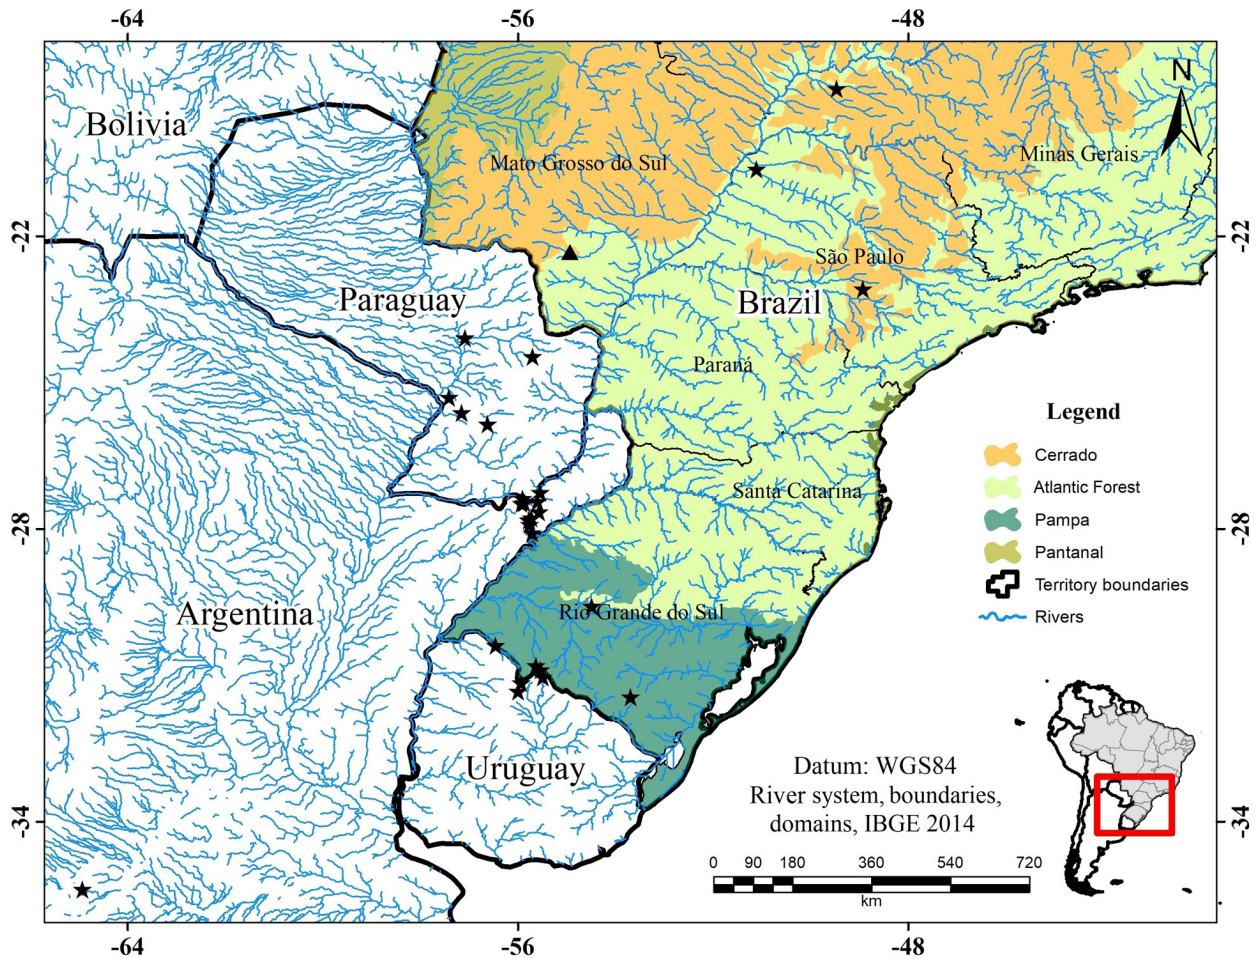 -64 -56 -48
N
Bolivia
Minas Gerais
Mato Grosso do Sul
-22 -22
São Paulo
Paraguay
Brazil
Paraná
Legend
Cerrado
Atlantic Forest
Santa Catarina
Pampa
-28 -28
Pantanal
Territory boundaries
Argentina
Rio Grande do Sul
Rivers
Uruguay
Datum: WGS84
River system, boundaries,
domains, IBGE 2014
-34 -34
0 90 180 360 540 720
km
-64 -56 -48